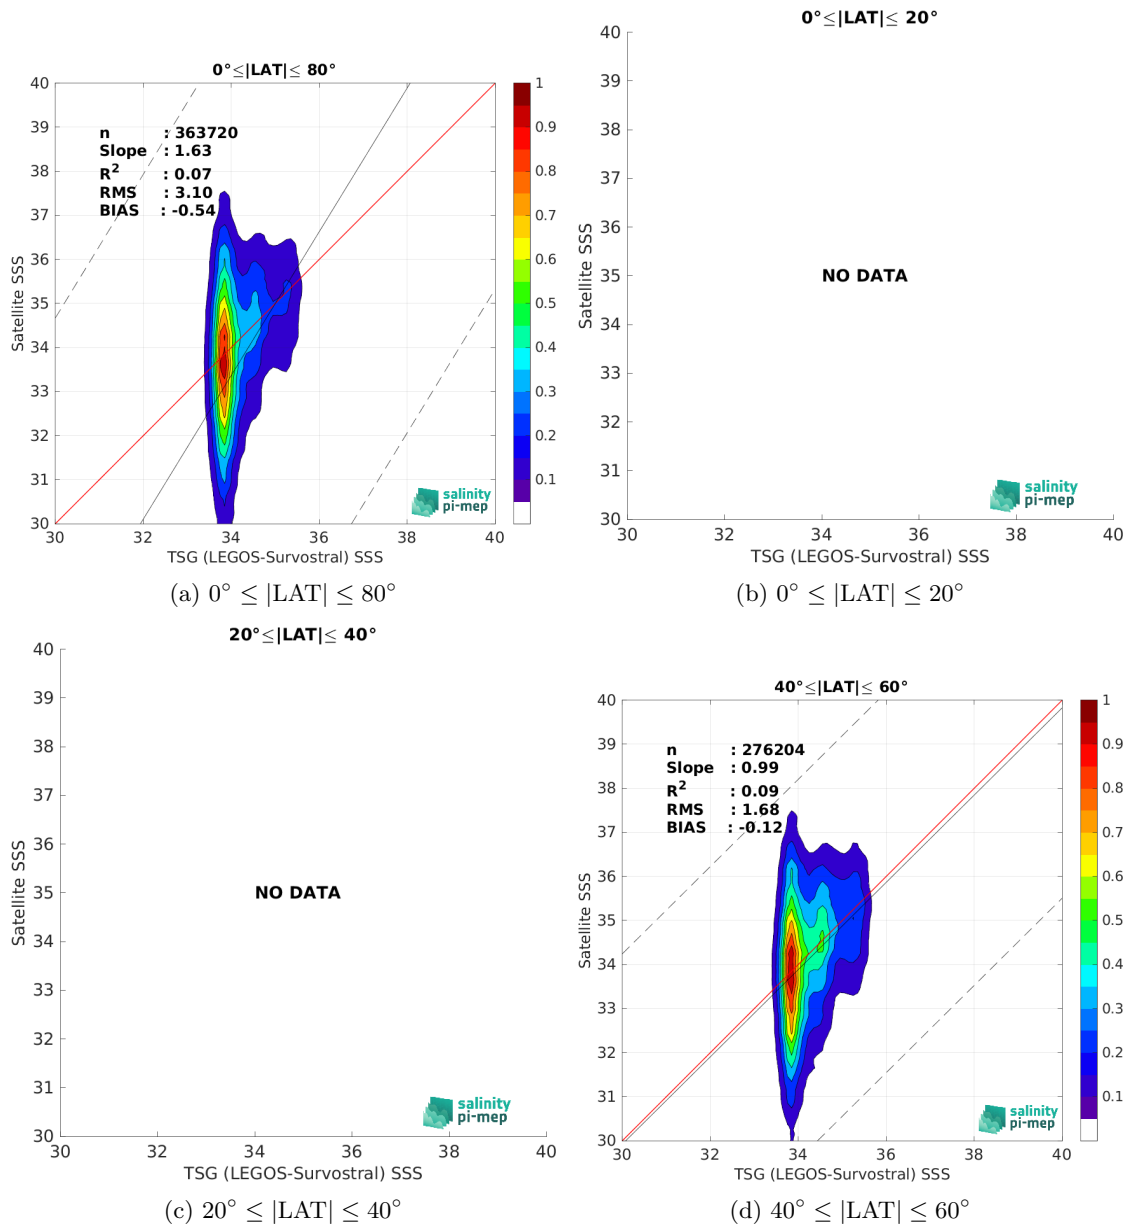 0°≤|LAT|≤ 80°
40
39
38
37
36
35
34
33
32
31
30
Satellite SSS
n : 363720
Slope : 1.63
R² : 0.07
RMS : 3.10
BIAS : -0.54
salinity
pi-mep
30 32 34 36 38 40
TSG (LEGOS-Survostral) SSS
1
0.9
0.8
0.7
0.6
0.5
0.4
0.3
0.2
0.1
(a) 0° ≤ |LAT| ≤ 80°
0°≤|LAT|≤ 20°
40
39
38
37
36
35
34
33
32
31
30
Satellite SSS
NO DATA
salinity
pi-mep
30 32 34 36 38 40
TSG (LEGOS-Survostral) SSS
(b) 0° ≤ |LAT| ≤ 20°
20°≤|LAT|≤ 40°
40
39
38
37
36
35
34
33
32
31
30
Satellite SSS
NO DATA
salinity
pi-mep
30 32 34 36 38 40
TSG (LEGOS-Survostral) SSS
(c) 20° ≤ |LAT| ≤ 40°
40°≤|LAT|≤ 60°
40
39
38
37
36
35
34
33
32
31
30
Satellite SSS
n : 276204
Slope : 0.99
R² : 0.09
RMS : 1.68
BIAS : -0.12
salinity
pi-mep
30 32 34 36 38 40
TSG (LEGOS-Survostral) SSS
1
0.9
0.8
0.7
0.6
0.5
0.4
0.3
0.2
0.1
(d) 40° ≤ |LAT| ≤ 60°